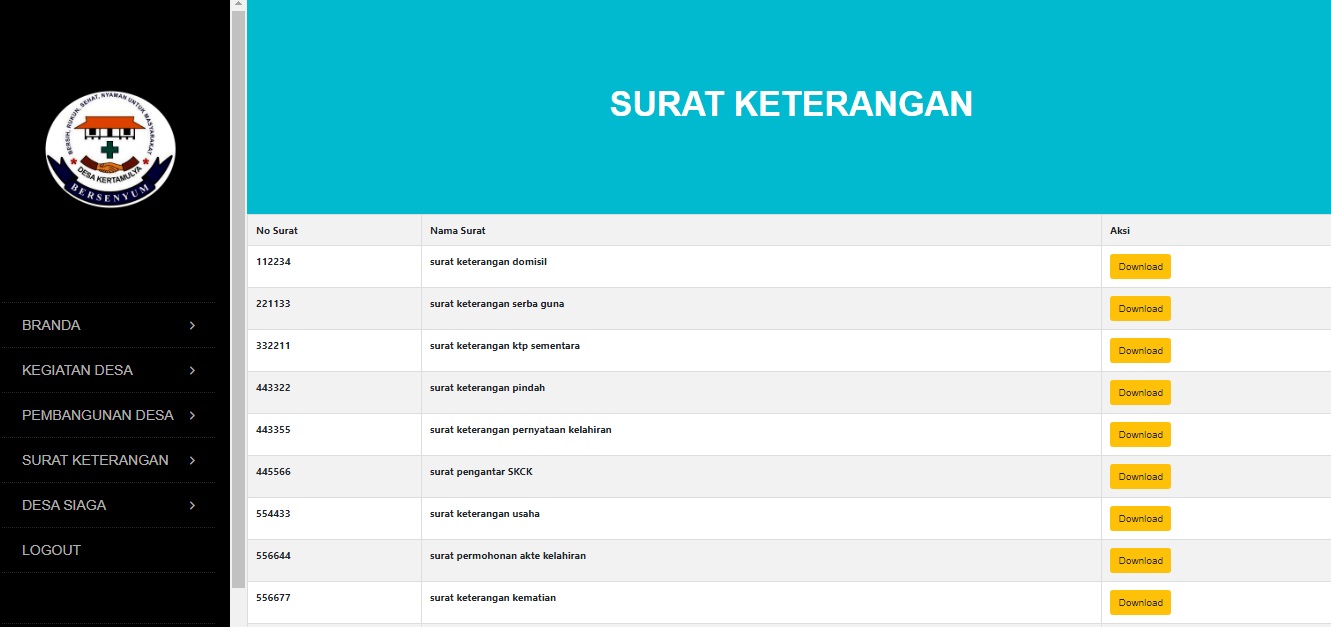 BERSIH, RUKUN, SEHAT, NYAMAN UNTUK MASYARAKAT
DESA KERTAMULYA
BERSENYUM
BRANDA
KEGIATAN DESA
PEMBANGUNAN DESA
SURAT KETERANGAN
DESA SIAGA
LOGOUT
SURAT KETERANGAN
No Surat Nama Surat Aksi
112234 surat keterangan domisil Download
221133 surat keterangan serba guna Download
332211 surat keterangan ktp sementara Download
443322 surat keterangan pindah Download
443355 surat keterangan pernyataan kelahiran Download
445566 surat pengantar SKCK Download
554433 surat keterangan usaha Download
556644 surat permohonan akte kelahiran Download
556677 surat keterangan kematian Download